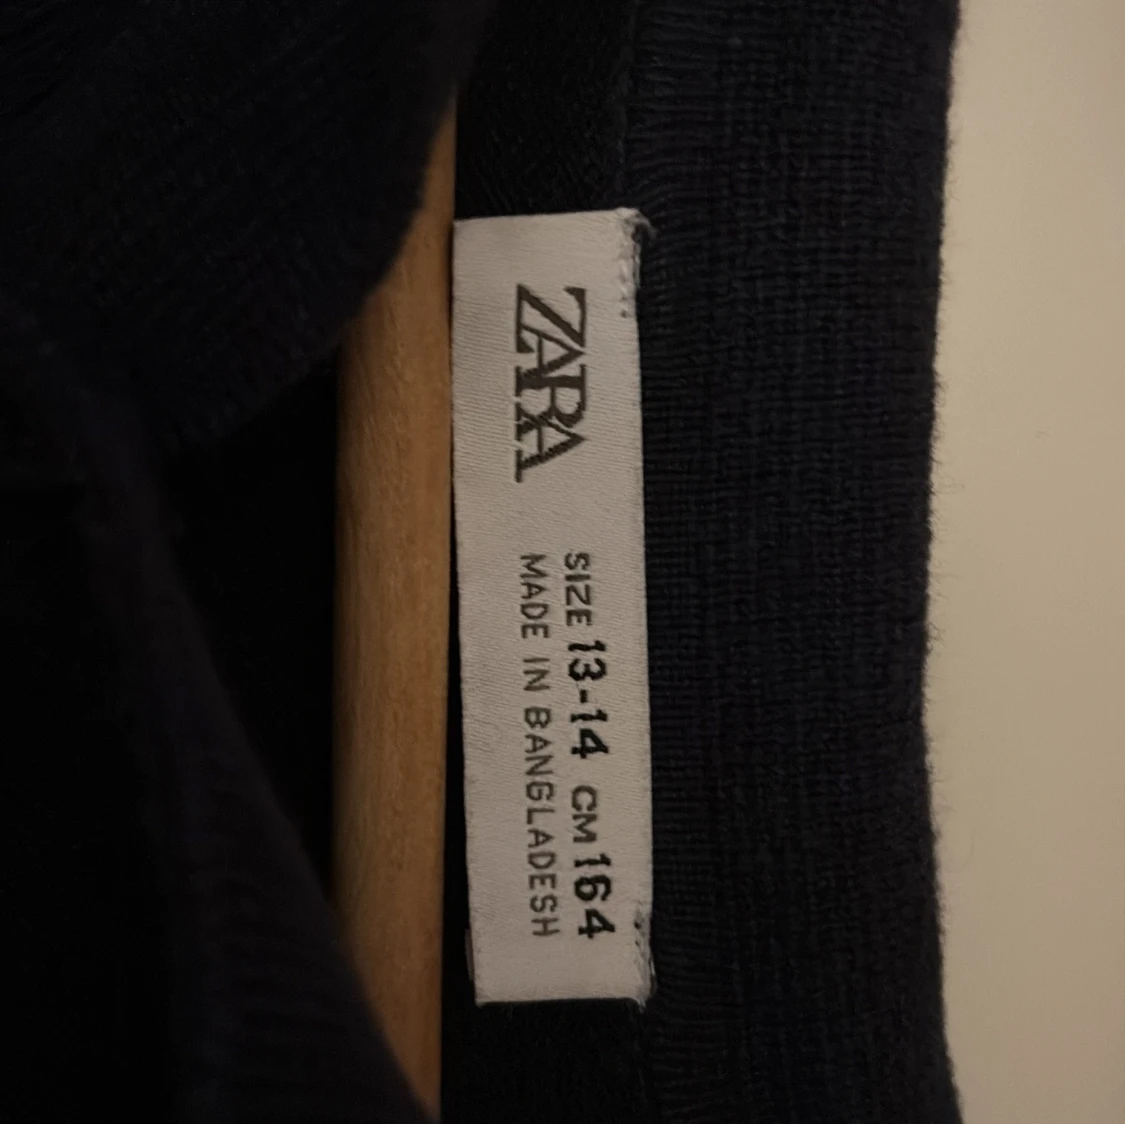 ZARA
SIZE 13-14 CM 164
MADE IN BANGLADESH